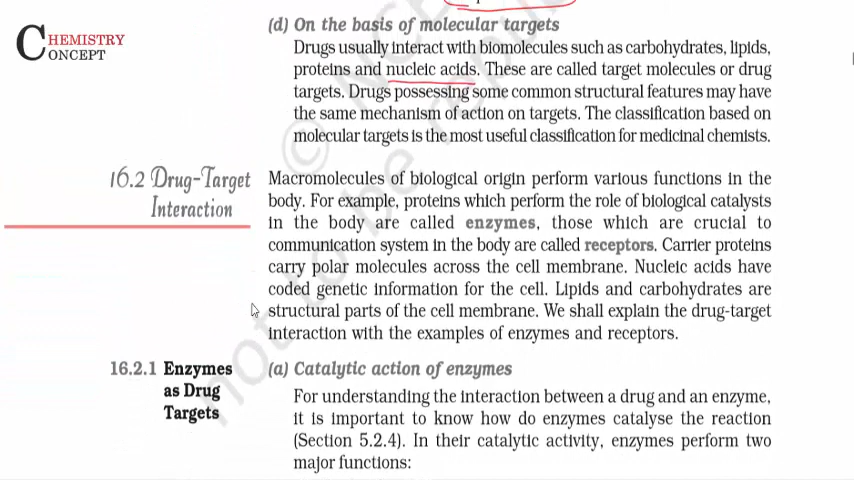 CHEMISTRY
CONCEPT
(d) On the basis of molecular targets
Drugs usually interact with biomolecules such as carbohydrates, lipids,
proteins and nucleic acids. These are called target molecules or drug
targets. Drugs possessing some common structural features may have
the same mechanism of action on targets. The classification based on
molecular targets is the most useful classification for medicinal chemists.
16.2 Drug-Target
Interaction
Macromolecules of biological origin perform various functions in the
body. For example, proteins which perform the role of biological catalysts
in the body are called enzymes, those which are crucial to
communication system in the body are called receptors. Carrier proteins
carry polar molecules across the cell membrane. Nucleic acids have
coded genetic information for the cell. Lipids and carbohydrates are
structural parts of the cell membrane. We shall explain the drug-target
interaction with the examples of enzymes and receptors.
16.2.1 Enzymes
as Drug
Targets
(a) Catalytic action of enzymes
For understanding the interaction between a drug and an enzyme,
it is important to know how do enzymes catalyse the reaction
(Section 5.2.4). In their catalytic activity, enzymes perform two
major functions:
© NCE
not to be rep